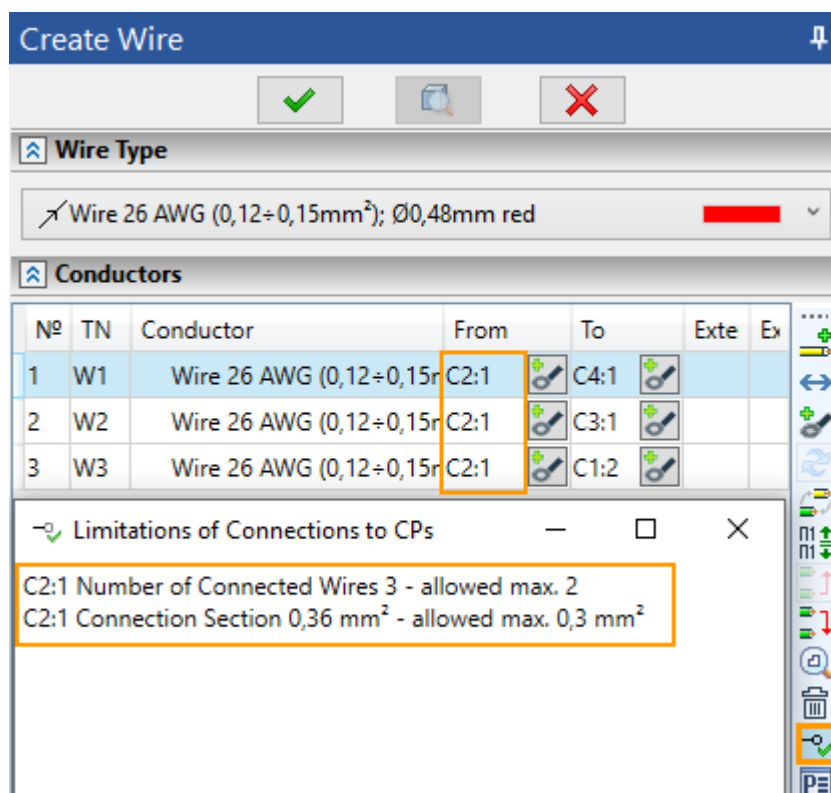 Create Wire
Wire Type
Wire 26 AWG (0,12÷0,15mm²); Ø0,48mm red
Conductors
Nº TN Conductor From To Exte Ex
1 W1 Wire 26 AWG (0,12÷0,15r C2:1 C4:1
2 W2 Wire 26 AWG (0,12÷0,15r C2:1 C3:1
3 W3 Wire 26 AWG (0,12÷0,15r C2:1 C1:2
Limitations of Connections to CPs
C2:1 Number of Connected Wires 3 - allowed max. 2
C2:1 Connection Section 0,36 mm² - allowed max. 0,3 mm²
П1
П1